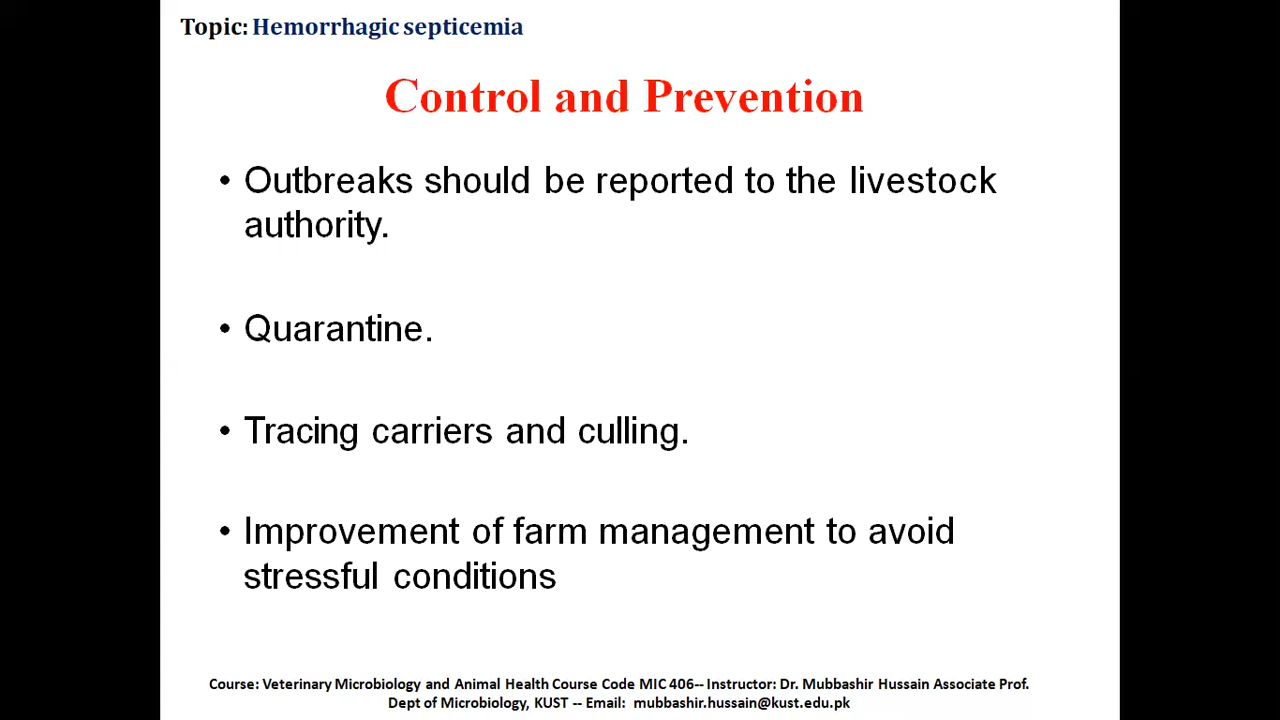 Topic: Hemorrhagic septicemia
Control and Prevention
• Outbreaks should be reported to the livestock
authority.
• Quarantine.
• Tracing carriers and culling.
• Improvement of farm management to avoid
stressful conditions
Course: Veterinary Microbiology and Animal Health Course Code MIC 406-- Instructor: Dr. Mubbashir Hussain Associate Prof.
Dept of Microbiology, KUST -- Email: mubbashir.hussain@kust.edu.pk